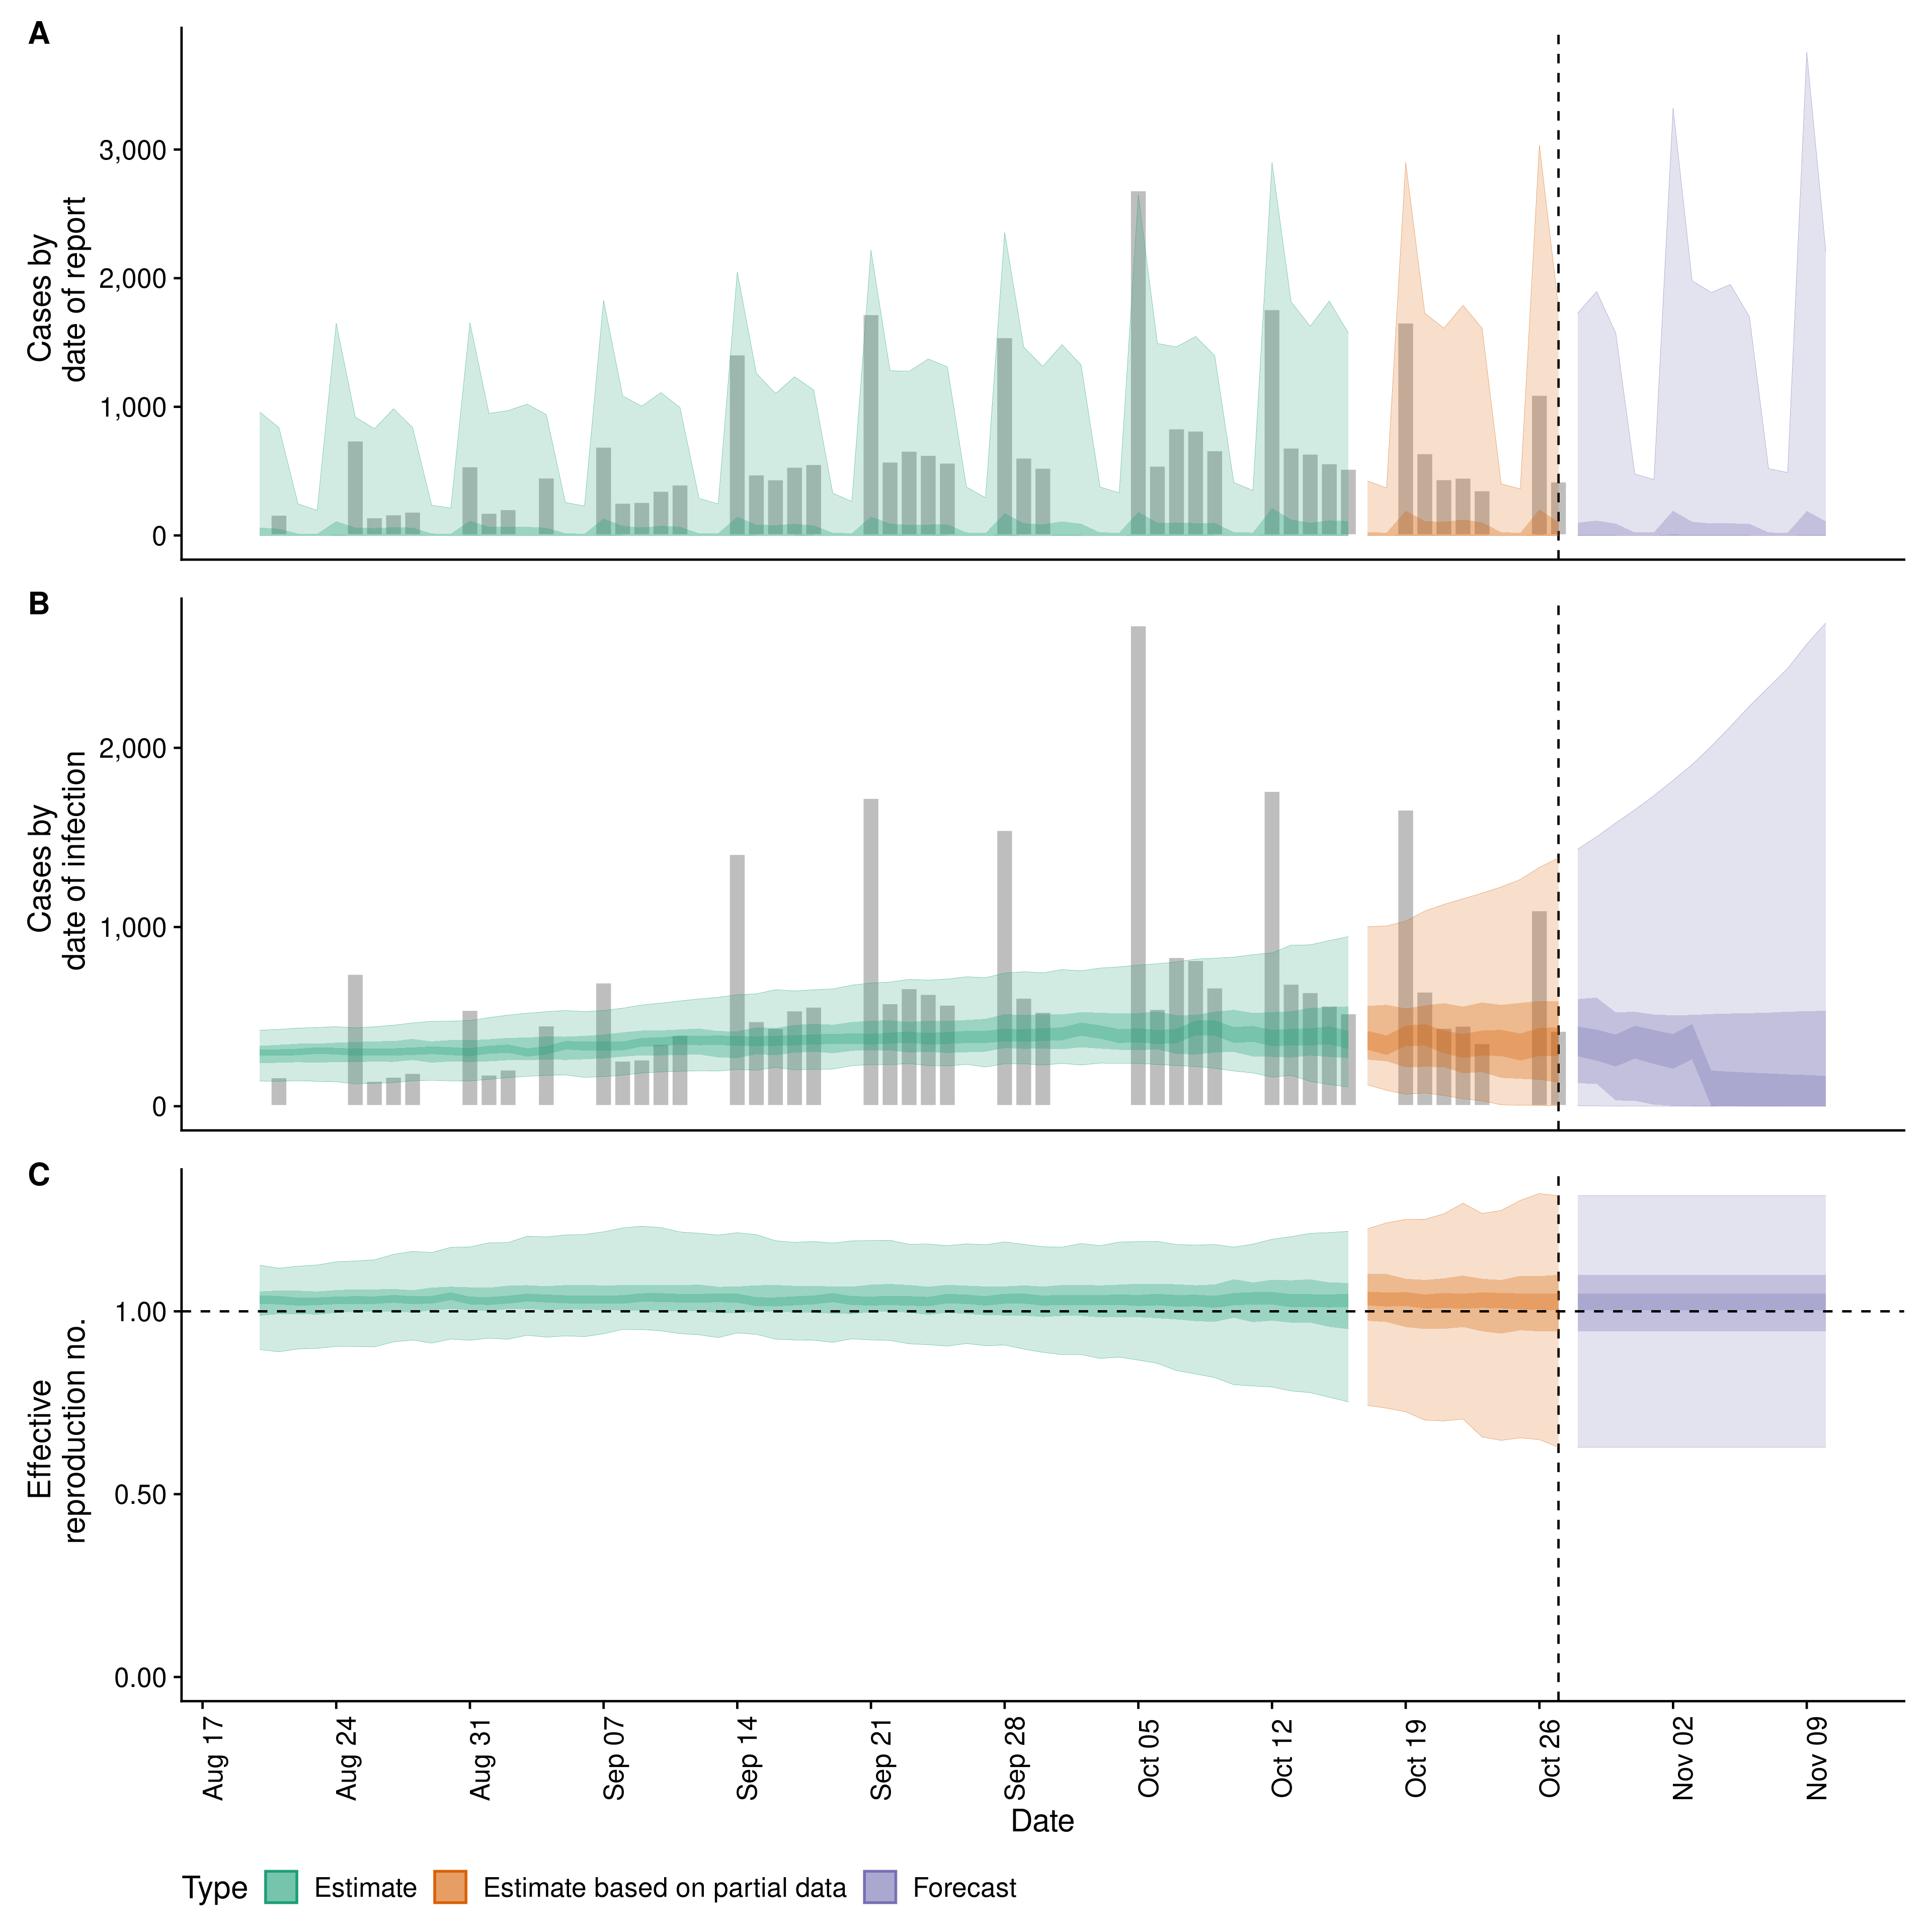 A
Cases by
date of report
3,000
2,000
1,000
0
B
Cases by
date of infection
2,000
1,000
0
C
Effective
reproduction no.
1.00
0.50
0.00
Aug 17
Aug 24
Aug 31
Sep 07
Sep 14
Sep 21
Sep 28
Oct 05
Oct 12
Oct 19
Oct 26
Nov 02
Nov 09
Date
Type Estimate Estimate based on partial data Forecast